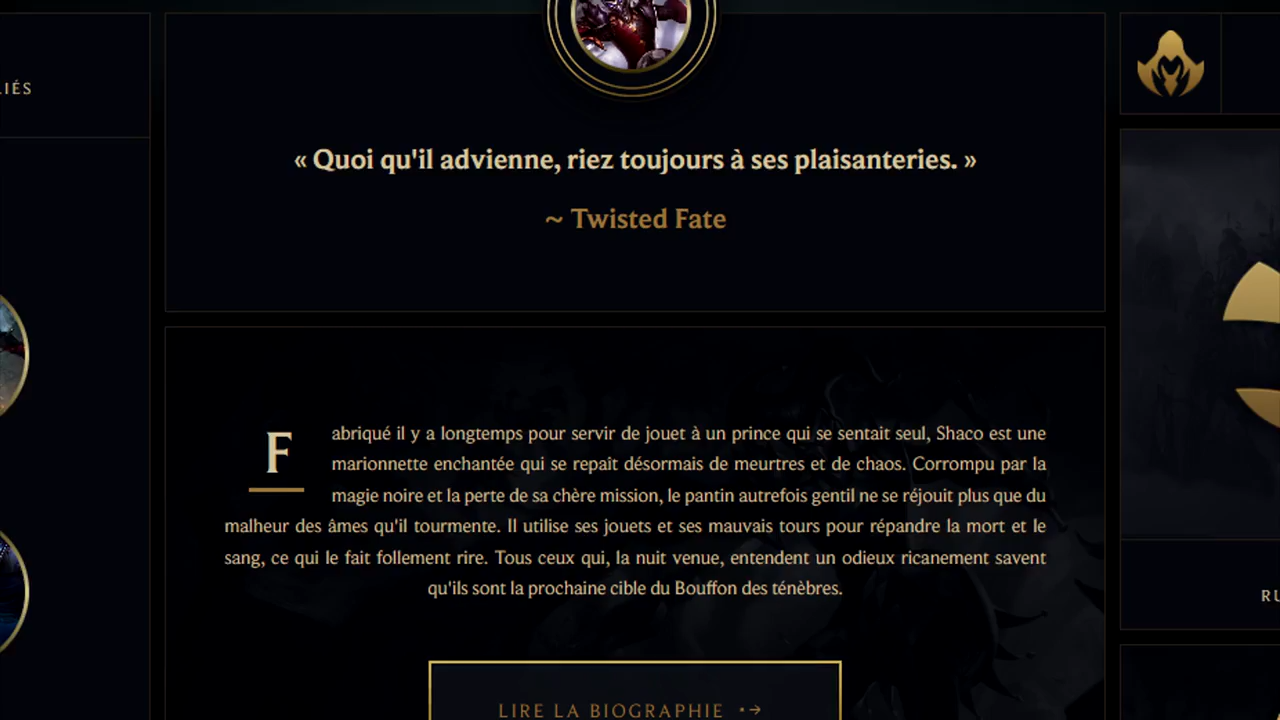 « Quoi qu'il advienne, riez toujours à ses plaisanteries. »
~ Twisted Fate
Fabriqué il y a longtemps pour servir de jouet à un prince qui se sentait seul, Shaco est une
marionnette enchantée qui se repaît désormais de meurtres et de chaos. Corrompu par la
magie noire et la perte de sa chère mission, le pantin autrefois gentil ne se réjouit plus que du
malheur des âmes qu'il tourmente. Il utilise ses jouets et ses mauvais tours pour répandre la mort et le
sang, ce qui le fait follement rire. Tous ceux qui, la nuit venue, entendent un odieux ricanement savent
qu'ils sont la prochaine cible du Bouffon des ténèbres.
LIRE LA BIOGRAPHIE